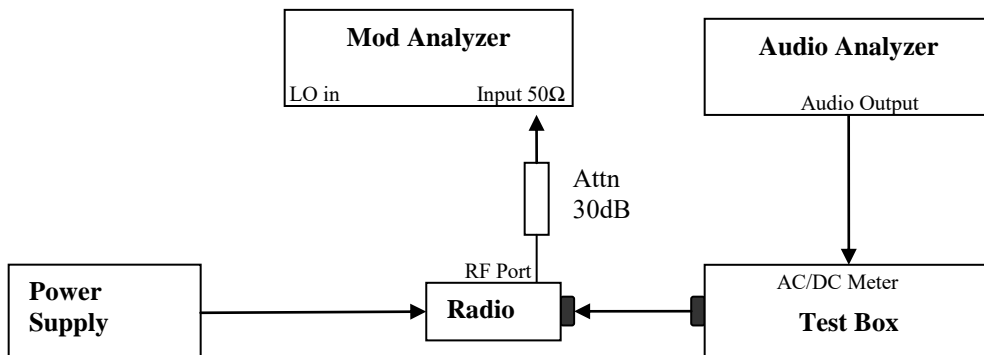 Mod Analyzer
LO in
Input 50Ω
Audio Analyzer
Audio Output
Attn
30dB
RF Port
Power
Supply
Radio
AC/DC Meter
Test Box